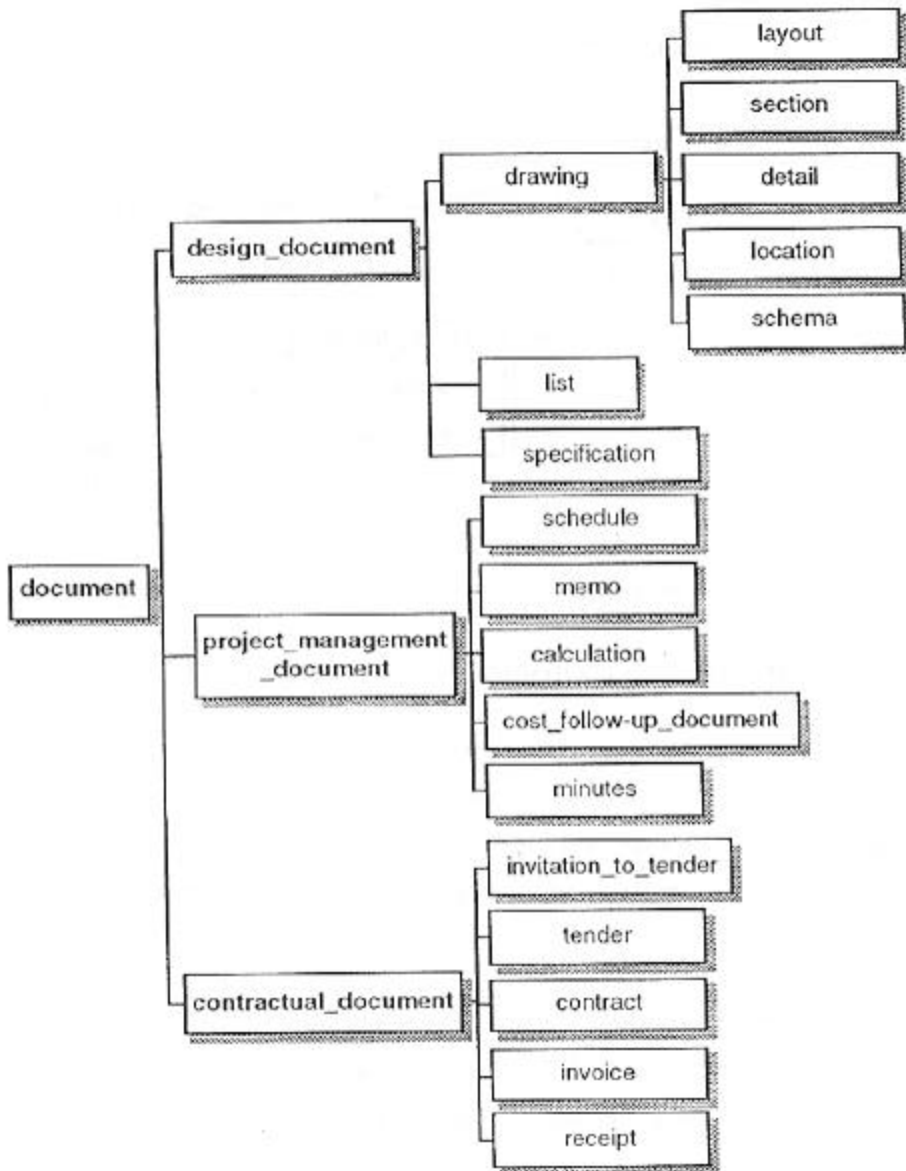 layout
section
drawing
detail
design_document
location
schema
list
specification
schedule
document
memo
project_management
_document
calculation
cost_follow-up_document
minutes
invitation_to_tender
tender
contractual_document
contract
invoice
receipt